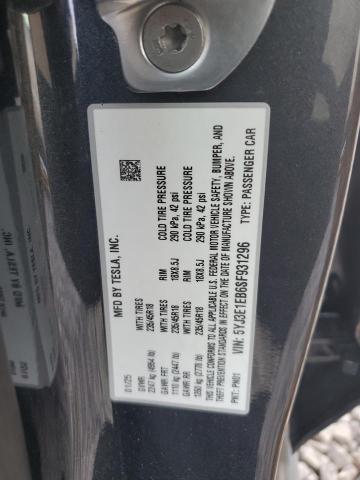 MFD BY TESLA, INC.
01/25 WITH TIRES RIM COLD TIRE PRESSURE
GVWR: 235/45R18 18X8.5J 290 kPa, 42 psi
2247 kg (4954 lb)
GAWR FRT WITH TIRES RIM COLD TIRE PRESSURE
1110 kg (2447 lb) 235/45R18 18X8.5J 290 kPa, 42 psi
GAWR RR
1260 kg (2778 lb)
THIS VEHICLE CONFORMS TO ALL APPLICABLE U.S.
FEDERAL MOTOR VEHICLE SAFETY, BUMPER, AND
THEFT PREVENTION STANDARDS IN EFFECT ON THE
DATE OF MANUFACTURE SHOWN ABOVE.
PNT: PN01 VIN: 5YJ3E1EB6SF931296 TYPE: PASSENGER CAR